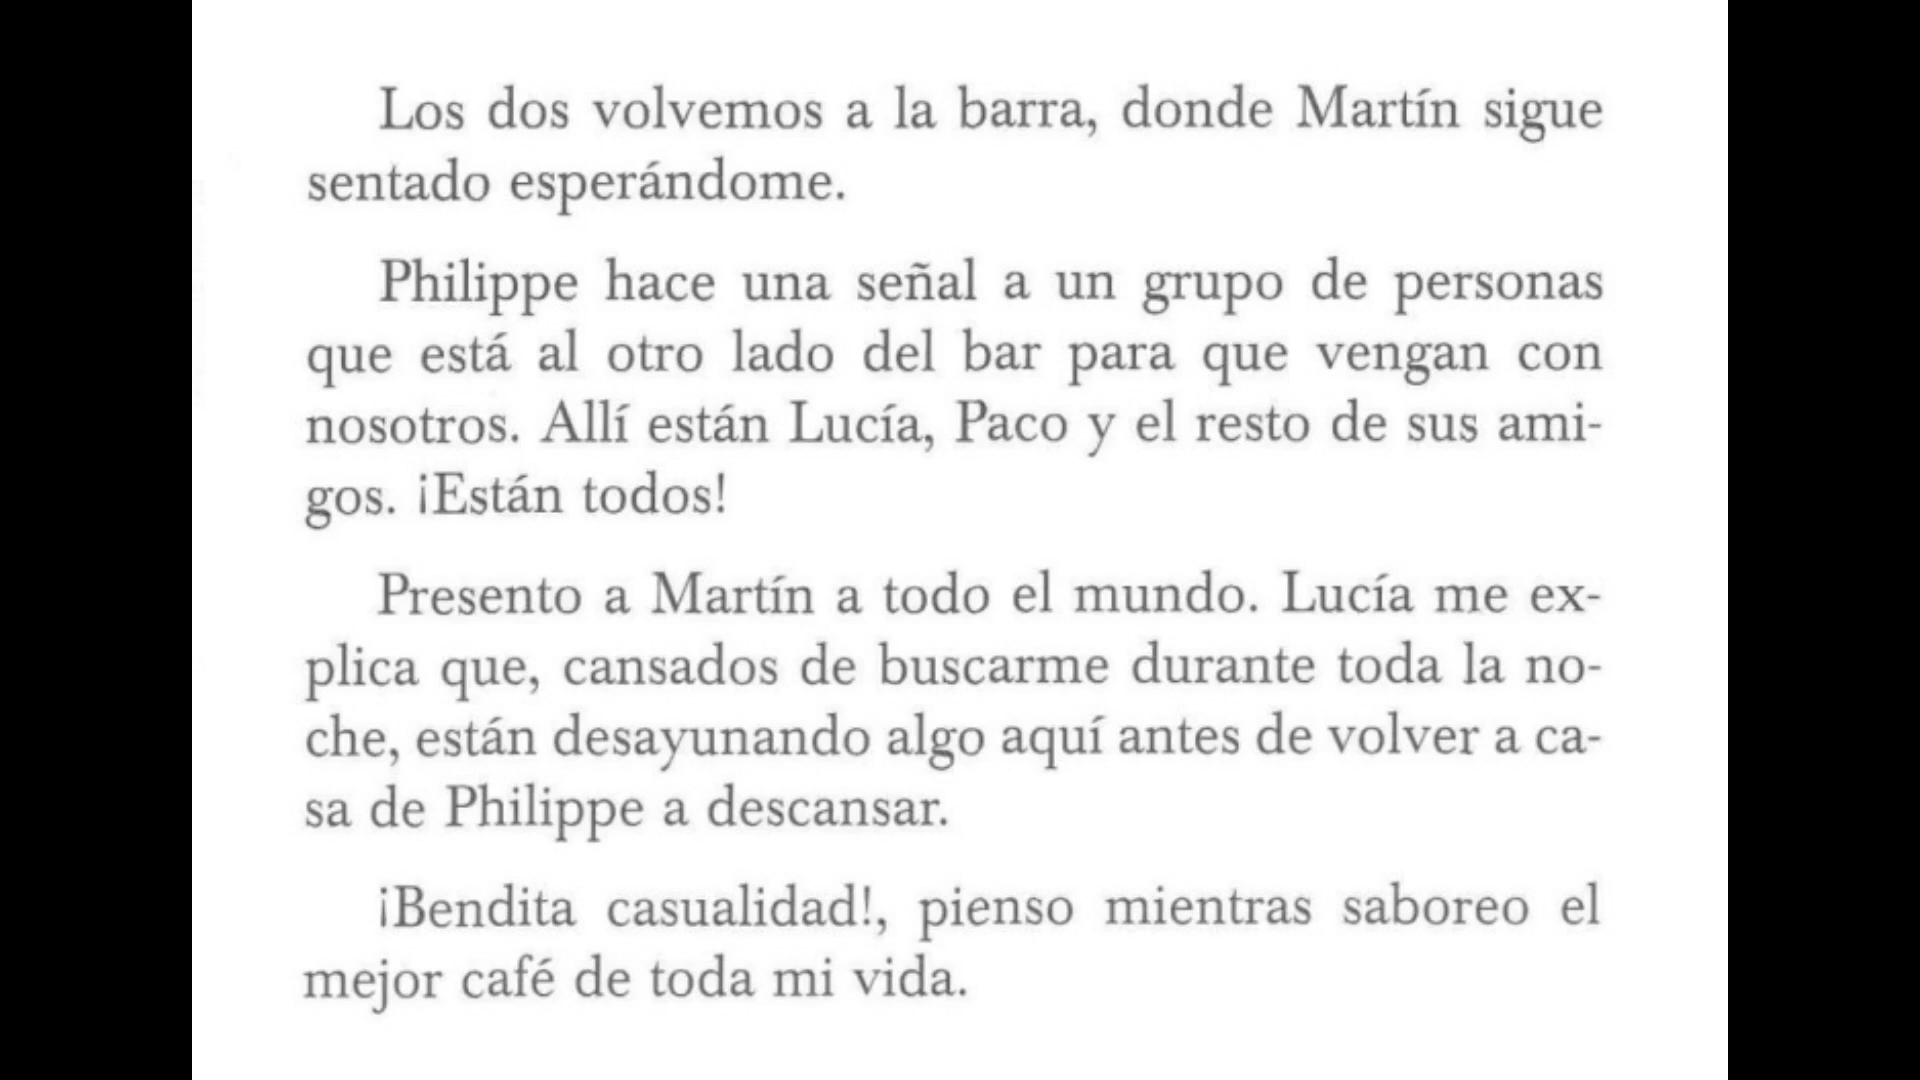 Los dos volvemos a la barra, donde Martín sigue
sentado esperándome.
Philippe hace una señal a un grupo de personas
que está al otro lado del bar para que vengan con
nosotros. Allí están Lucía, Paco y el resto de sus ami-
gos. ¡Están todos!
Presento a Martín a todo el mundo. Lucía me ex-
plica que, cansados de buscarme durante toda la no-
che, están desayunando algo aquí antes de volver a ca-
sa de Philippe a descansar.
¡Bendita casualidad!, pienso mientras saboreo el
mejor café de toda mi vida.